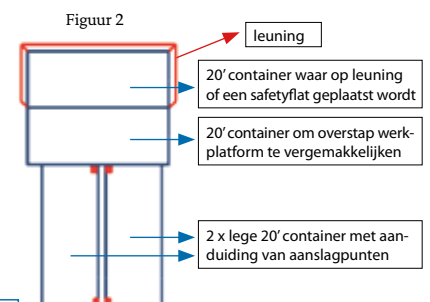 Figuur 2
leuning
20' container waar op leuning
of een safetyflat geplaatst wordt
20' container om overstap werk-
platform te vergemakkelijken
2 x lege 20' container met aan-
duiding van aanslagpunten